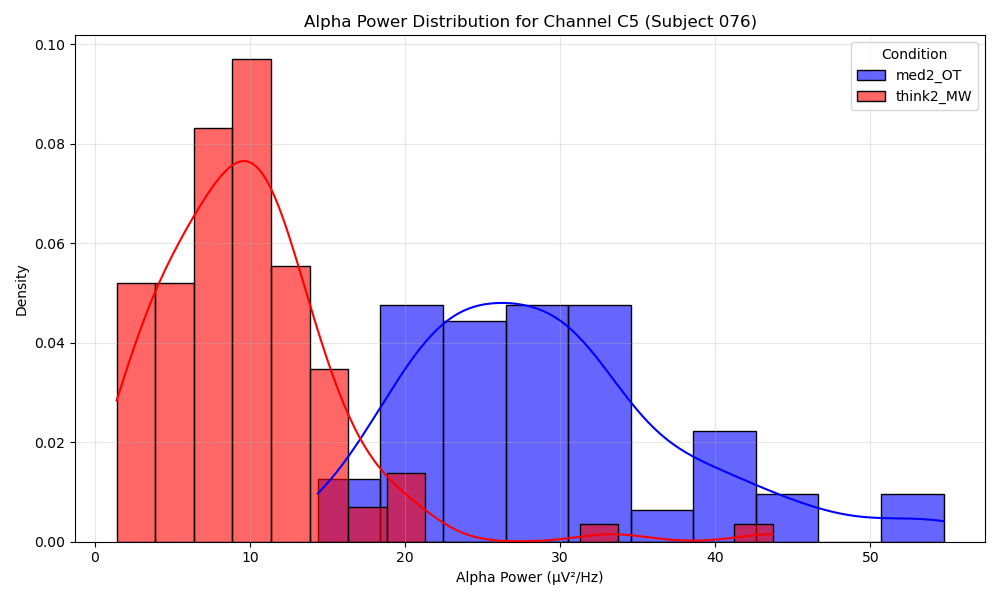 Alpha Power Distribution for Channel C5 (Subject 076)
Condition
med2_OT
think2_MW
Density
0.10
0.08
0.06
0.04
0.02
0.00
0 10 20 30 40 50
Alpha Power (µV²/Hz)